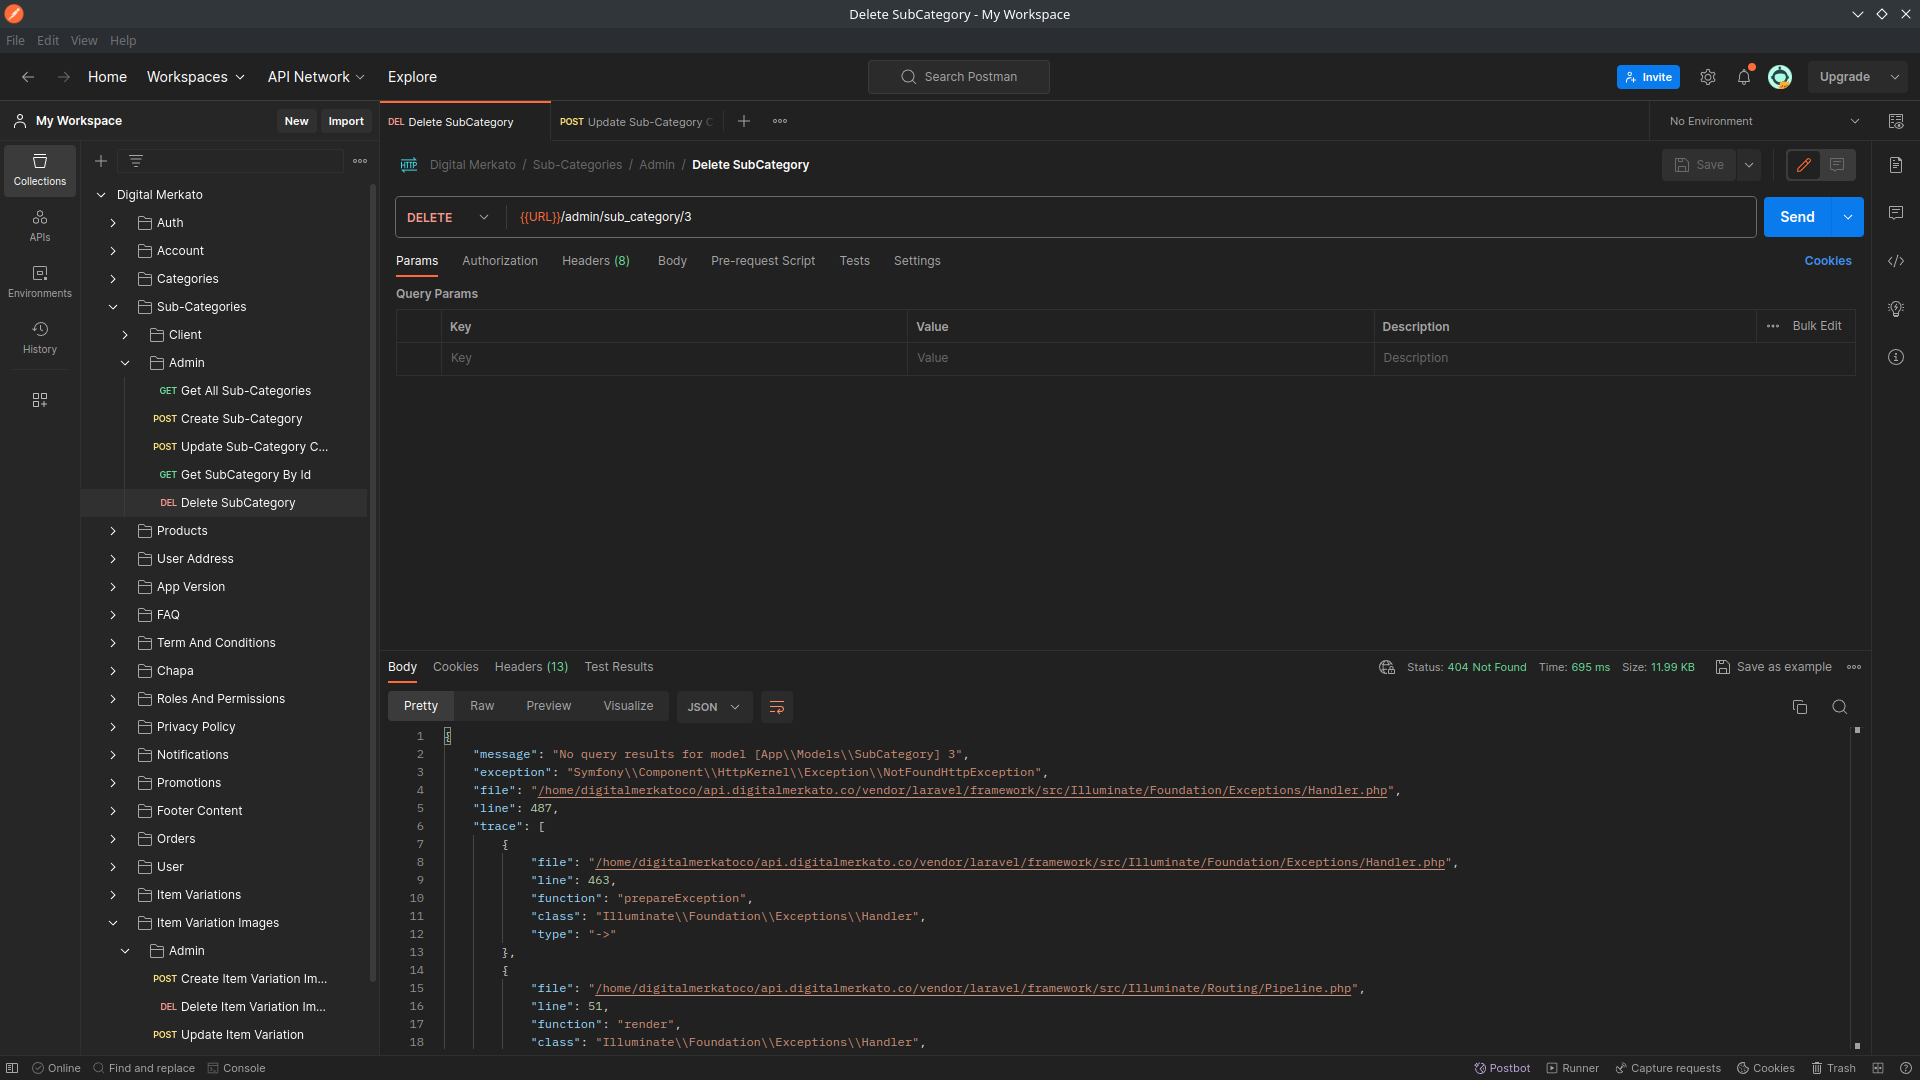 Delete SubCategory - My Workspace
File Edit View Help
Home Workspaces API Network Explore
Search Postman
Invite
Upgrade
My Workspace
New Import
DEL Delete SubCategory
POST Update Sub-Category C
No Environment
Collections
APIs
Environments
History
Digital Merkato
Auth
Account
Categories
Sub-Categories
Client
Admin
GET Get All Sub-Categories
POST Create Sub-Category
POST Update Sub-Category C...
GET Get SubCategory By Id
DEL Delete SubCategory
Products
User Address
App Version
FAQ
Term And Conditions
Chapa
Roles And Permissions
Privacy Policy
Notifications
Promotions
Footer Content
Orders
User
Item Variations
Item Variation Images
Admin
POST Create Item Variation Im...
DEL Delete Item Variation Im...
POST Update Item Variation
HTTP Digital Merkato / Sub-Categories / Admin / Delete SubCategory
Save
DELETE {{URL}}/admin/sub_category/3
Send
Params Authorization Headers (8) Body Pre-request Script Tests Settings
Cookies
Query Params
Key Value Description Bulk Edit
Key Value Description
Body Cookies Headers (13) Test Results
Status: 404 Not Found Time: 695 ms Size: 11.99 KB Save as example
Pretty Raw Preview Visualize JSON
1 {
2 "message": "No query results for model [App\\Models\\SubCategory] 3",
3 "exception": "Symfony\\Component\\HttpKernel\\Exception\\NotFoundHttpException",
4 "file": "/home/digitalmerkatoco/api.digitalmerkato.co/vendor/laravel/framework/src/Illuminate/Foundation/Exceptions/Handler.php",
5 "line": 487,
6 "trace": [
7 {
8 "file": "/home/digitalmerkatoco/api.digitalmerkato.co/vendor/laravel/framework/src/Illuminate/Foundation/Exceptions/Handler.php",
9 "line": 463,
10 "function": "prepareException",
11 "class": "Illuminate\\Foundation\\Exceptions\\Handler",
12 "type": "->"
13 },
14 {
15 "file": "/home/digitalmerkatoco/api.digitalmerkato.co/vendor/laravel/framework/src/Illuminate/Routing/Pipeline.php",
16 "line": 51,
17 "function": "render",
18 "class": "Illuminate\\Foundation\\Exceptions\\Handler",
Online Find and replace Console
Postbot Runner Capture requests Cookies Trash